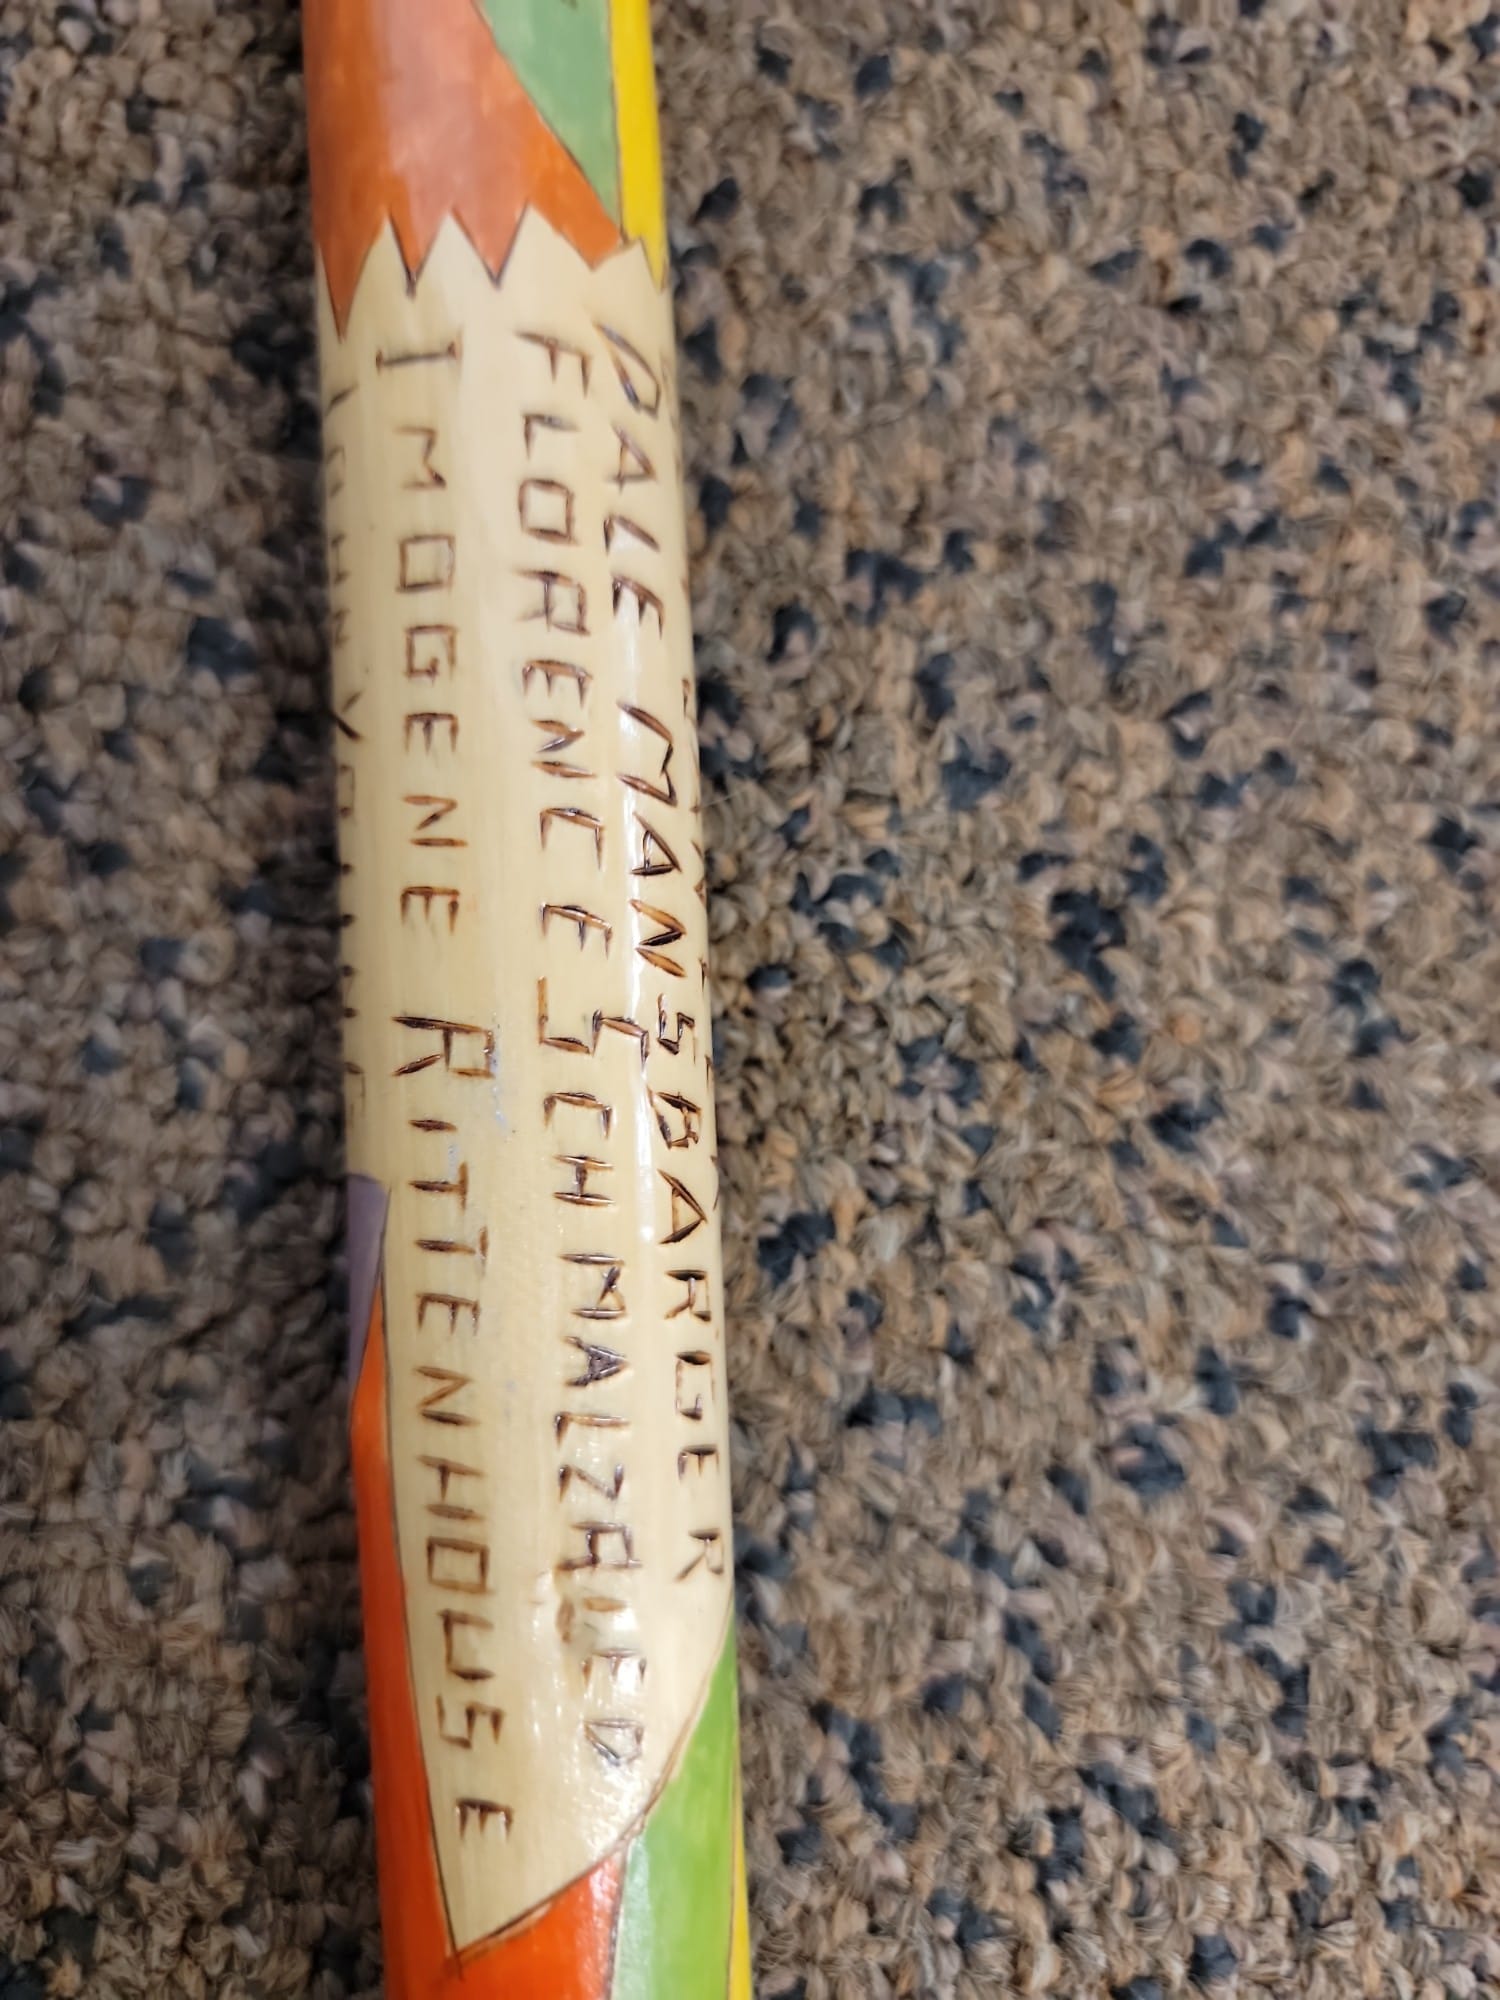 DALE MANSBARGER
FLORENCE SCHMALZRIED
IMOGENE RITTENHOUSE